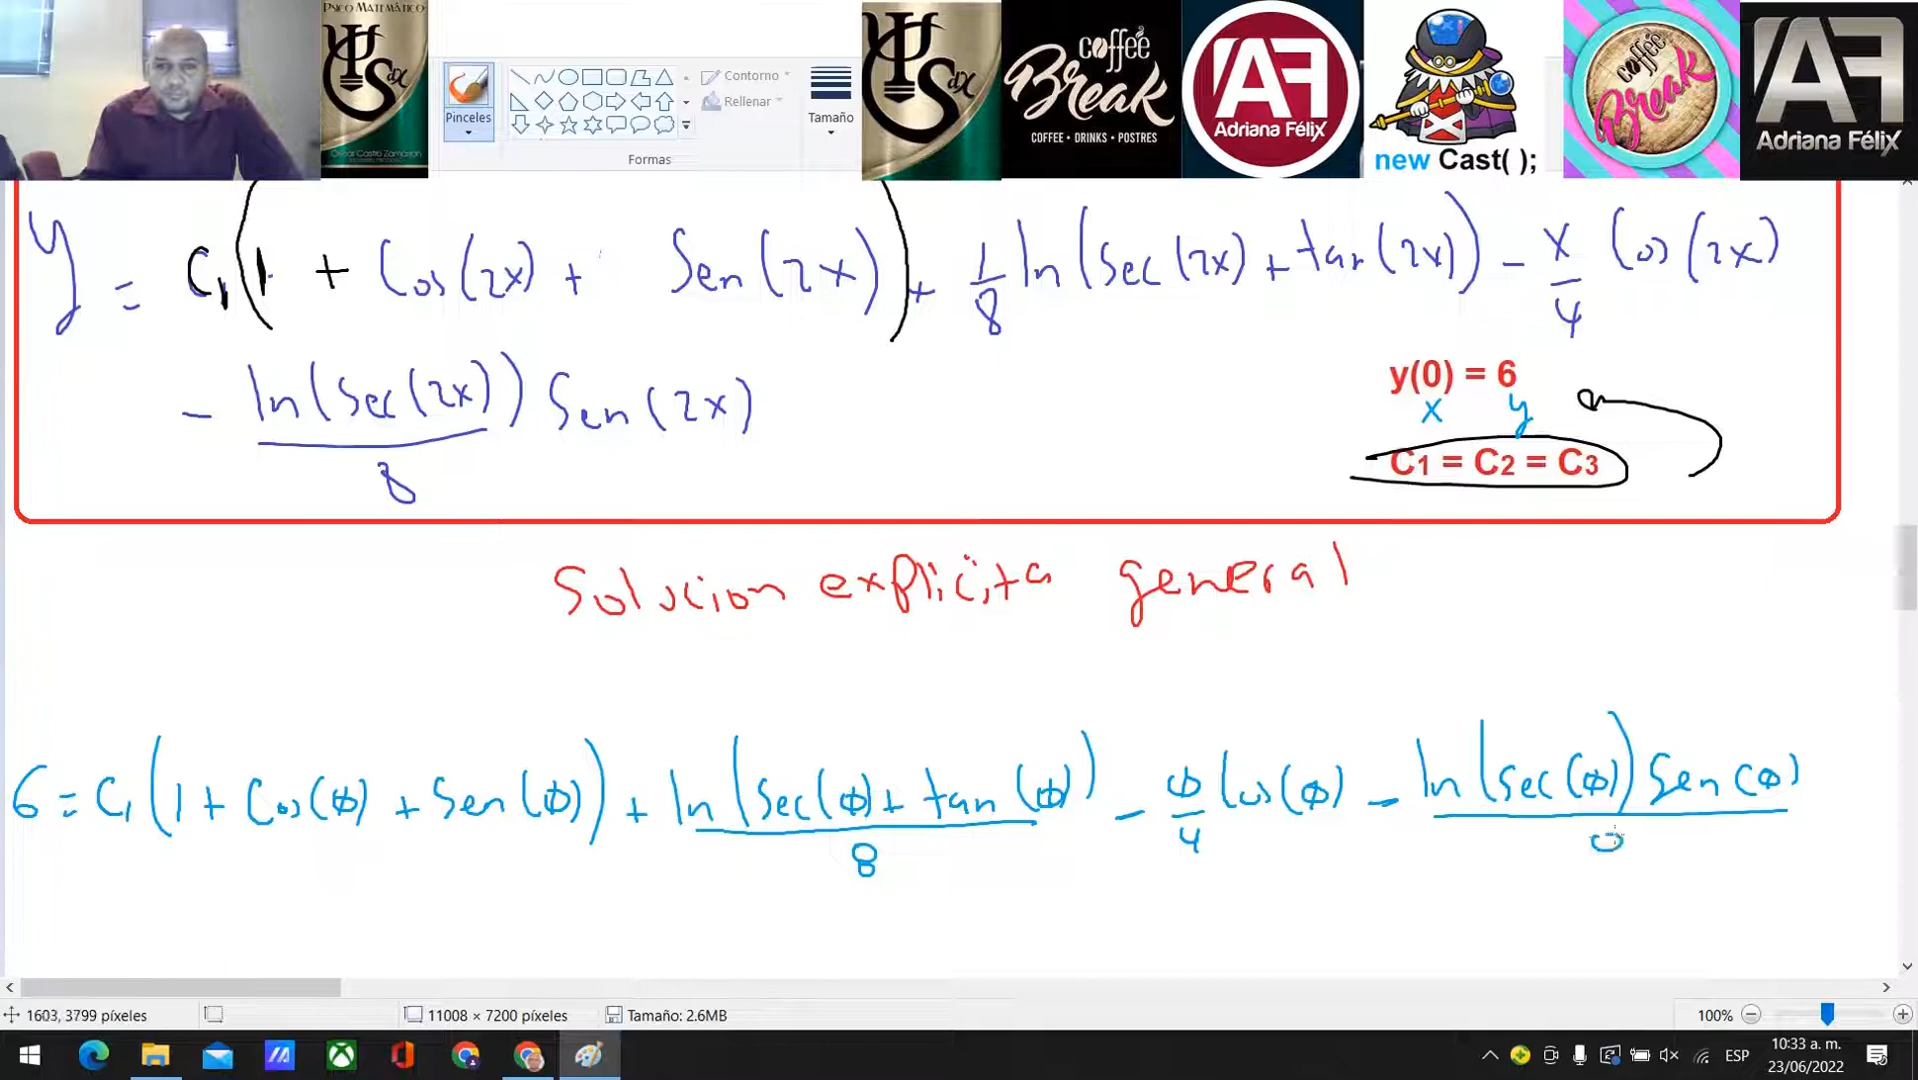 PSICO MATEMÁTICO
Pinceles
Contorno
Rellenar
Formas
Tamaño
coffee
Break
COFFEE • DRINKS • POSTRES
AF
Adriana FéliX
new Cast( );
coffee
Break
AF
Adriana FéliX
y = C₁(1 + Cos(2x) + Sen(2x)) + 1/8 ln(Sec(2x) + tan(2x)) - x/4 Cos(2x)
- ln(Sec(2x))/8 Sen(2x)
y(0) = 6
x y
C1 = C2 = C3
Solucion explicita general
6 = C₁(1 + Cos(0) + Sen(0)) + ln(Sec(0) + tan(0))/8 - 0/4 Cos(0) - ln(Sec(0)) Sen(0)
1603, 3799 píxeles
11008 × 7200 píxeles
Tamaño: 2.6MB
100%
ESP
10:33 a. m.
23/06/2022